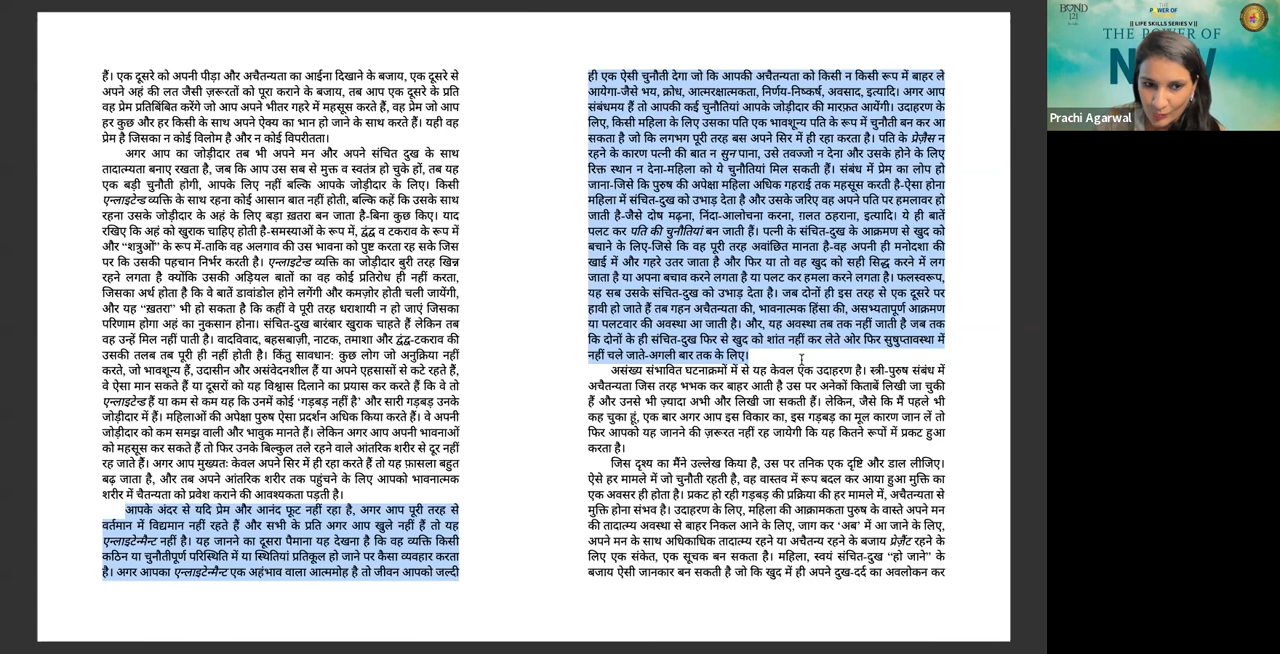 हैं। एक दूसरे को अपनी पीड़ा और अचैतन्यता का आईना दिखाने के बजाय, एक दूसरे से
अपने अहं की लत जैसी ज़रूरतों को पूरा कराने के बजाय, तब आप एक दूसरे के प्रति
वह प्रेम प्रतिबिंबित करेंगे जो आप अपने भीतर गहरे में महसूस करते हैं, वह प्रेम जो आप
हर कुछ और हर किसी के साथ अपने ऐक्य का भान हो जाने के साथ करते हैं। यही वह
प्रेम है जिसका न कोई विलोम है और न कोई विपरीतता।
अगर आप का जोड़ीदार तब भी अपने मन और अपने संचित दुख के साथ
तादात्म्यता बनाए रखता है, जब कि आप उस सब से मुक्त व स्वतंत्र हो चुके हों, तब यह
एक बड़ी चुनौती होगी, आपके लिए नहीं बल्कि आपके जोड़ीदार के लिए। किसी
एन्लाइटेन्ड व्यक्ति के साथ रहना कोई आसान बात नहीं होती, बल्कि कहें कि उसके साथ
रहना उसके जोड़ीदार के अहं के लिए बड़ा ख़तरा बन जाता है-बिना कुछ किए। याद
रखिए कि अहं को खुराक चाहिए होती है-समस्याओं के रूप में, द्वंद्व व टकराव के रूप में
और “शत्रुओं” के रूप में-ताकि वह अलगाव की उस भावना को पुष्ट करता रह सके जिस
पर कि उसकी पहचान निर्भर करती है। एन्लाइटेन्ड व्यक्ति का जोड़ीदार बुरी तरह खिन्न
रहने लगता है क्योंकि उसकी अड़ियल बातों का वह कोई प्रतिरोध ही नहीं करता,
जिसका अर्थ होता है कि वे बातें डावांडोल होने लगेंगी और कमज़ोर होती चली जायेंगी,
और यह “ख़तरा” भी हो सकता है कि कहीं वे पूरी तरह धराशायी न हो जाएं जिसका
परिणाम होगा अहं का नुकसान होना। संचित-दुख बारंबार खुराक चाहते हैं लेकिन तब
वह उन्हें मिल नहीं पाती है। वादविवाद, बहसबाज़ी, नाटक, तमाशा और द्वंद्व-टकराव की
उसकी तलब तब पूरी ही नहीं होती है। किंतु सावधान: कुछ लोग जो अनुक्रिया नहीं
करते, जो भावशून्य हैं, उदासीन और असंवेदनशील हैं या अपने एहसासों से कटे रहते हैं,
वे ऐसा मान सकते हैं या दूसरों को यह विश्वास दिलाने का प्रयास कर करते हैं कि वे तो
एन्लाइटेन्ड हैं या कम से कम यह कि उनमें कोई ‘गड़बड़ नहीं है’ और सारी गड़बड़ उनके
जोड़ीदार में हैं। महिलाओं की अपेक्षा पुरुष ऐसा प्रदर्शन अधिक किया करते हैं। वे अपनी
जोड़ीदार को कम समझ वाली और भावुक मानते हैं। लेकिन अगर आप अपनी भावनाओं
को महसूस कर सकते हैं तो फिर उनके बिल्कुल तले रहने वाले आंतरिक शरीर से दूर नहीं
रह जाते हैं। अगर आप मुख्यत: केवल अपने सिर में ही रहा करते हैं तो यह फ़ासला बहुत
बढ़ जाता है, और तब अपने आंतरिक शरीर तक पहुंचने के लिए आपको भावनात्मक
शरीर में चैतन्यता को प्रवेश कराने की आवश्यकता पड़ती है।
आपके अंदर से यदि प्रेम और आनंद फूट नहीं रहा है, अगर आप पूरी तरह से
वर्तमान में विद्यमान नहीं रहते हैं और सभी के प्रति अगर आप खुले नहीं हैं तो यह
एन्लाइटेन्मैन्ट नहीं है। यह जानने का दूसरा पैमाना यह देखना है कि वह व्यक्ति किसी
कठिन या चुनौतीपूर्ण परिस्थिति में या स्थितियां प्रतिकूल हो जाने पर कैसा व्यवहार करता
है। अगर आपका एन्लाइटेन्मैन्ट एक अहंभाव वाला आत्ममोह है तो जीवन आपको जल्दी
ही एक ऐसी चुनौती देगा जो कि आपकी अचैतन्यता को किसी न किसी रूप में बाहर ले
आयेगा-जैसे भय, क्रोध, आत्मरक्षात्मकता, निर्णय-निष्कर्ष, अवसाद, इत्यादि। अगर आप
संबंधमय हैं तो आपकी कई चुनौतियां आपके जोड़ीदार की मारफ़त आयेंगी। उदाहरण के
लिए, किसी महिला के लिए उसका पति एक भावशून्य पति के रूप में चुनौती बन कर आ
सकता है जो कि लगभग पूरी तरह बस अपने सिर में ही रहा करता है। पति के प्रेज़ैंस न
रहने के कारण पत्नी की बात न सुन पाना, उसे तवज्जो न देना और उसके होने के लिए
रिक्त स्थान न देना-महिला को ये चुनौतियां मिल सकती हैं। संबंध में प्रेम का लोप हो
जाना-जिसे कि पुरुष की अपेक्षा महिला अधिक गहराई तक महसूस करती है-ऐसा होना
महिला में संचित-दुख को उभाड़ देता है और उसके जरिए वह अपने पति पर हमलावर हो
जाती है-जैसे दोष मढ़ना, निंदा-आलोचना करना, ग़लत ठहराना, इत्यादि। ये ही बातें
पलट कर पति की चुनौतियां बन जाती हैं। पत्नी के संचित-दुख के आक्रमण से खुद को
बचाने के लिए-जिसे कि वह पूरी तरह अवांछित मानता है-वह अपनी ही मनोदशा की
खाई में और गहरे उतर जाता है और फिर या तो वह खुद को सही सिद्ध करने में लग
जाता है या अपना बचाव करने लगता है या पलट कर हमला करने लगता है। फलस्वरूप,
यह सब उसके संचित-दुख को उभाड़ देता है। जब दोनों ही इस तरह से एक दूसरे पर
हावी हो जाते हैं तब गहन अचैतन्यता की, भावनात्मक हिंसा की, असभ्यतापूर्ण आक्रमण
या पलटवार की अवस्था आ जाती है। और, यह अवस्था तब तक नहीं जाती है जब तक
कि दोनों के ही संचित-दुख फिर से खुद को शांत नहीं कर लेते ओर फिर सुषुप्तावस्था में
नहीं चले जाते-अगली बार तक के लिए।
असंख्य संभावित घटनाक्रमों में से यह केवल एक उदाहरण है। स्त्री-पुरुष संबंध में
अचैतन्यता जिस तरह भभक कर बाहर आती है उस पर अनेकों किताबें लिखी जा चुकी
हैं और उनसे भी ज़्यादा अभी और लिखी जा सकती हैं। लेकिन, जैसे कि मैं पहले भी
कह चुका हूं, एक बार अगर आप इस विकार का, इस गड़बड़ का मूल कारण जान लें तो
फिर आपको यह जानने की ज़रूरत नहीं रह जायेगी कि यह कितने रूपों में प्रकट हुआ
करता है।
जिस दृश्य का मैंने उल्लेख किया है, उस पर तनिक एक दृष्टि और डाल लीजिए।
ऐसे हर मामले में जो चुनौती रहती है, वह वास्तव में रूप बदल कर आया हुआ मुक्ति का
एक अवसर ही होता है। प्रकट हो रही गड़बड़ की प्रक्रिया की हर मामले में, अचैतन्यता से
मुक्ति होना संभव है। उदाहरण के लिए, महिला की आक्रामकता पुरुष के वास्ते अपने मन
की तादात्म्य अवस्था से बाहर निकल आने के लिए, जाग कर ‘अब’ में आ जाने के लिए,
अपने मन के साथ अधिकाधिक तादात्म्य रहने या अचैतन्य रहने के बजाय प्रेज़ैंट रहने के
लिए एक संकेत, एक सूचक बन सकता है। महिला, स्वयं संचित-दुख “हो जाने” के
बजाय ऐसी जानकार बन सकती है जो कि खुद में ही अपने दुख-दर्द का अवलोकन कर
BOND
121
THE
POWER OF
|| LIFE SKILLS SERIES V ||
THE POWER OF
Prachi Agarwal